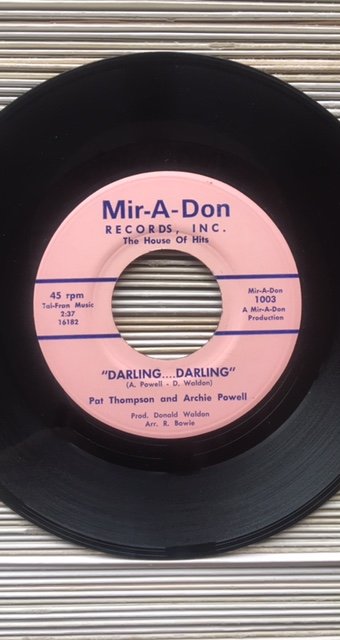 Mir-A-Don
RECORDS, INC.
The House Of Hits
45 rpm
Tal-Fran Music
2:37
16182
Mir-A-Don
1003
A Mir-A-Don
Production
"DARLING....DARLING"
(A. Powell - D. Waldon)
Pat Thompson and Archie Powell
Prod. Donald Waldon
Arr. R. Bowie